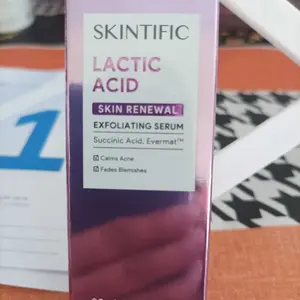 SKINTIFIC
LACTIC
ACID
SKIN RENEWAL
EXFOLIATING SERUM
Succinic Acid, Evermat™
☑ Calms Acne
☑ Fades Blemishes